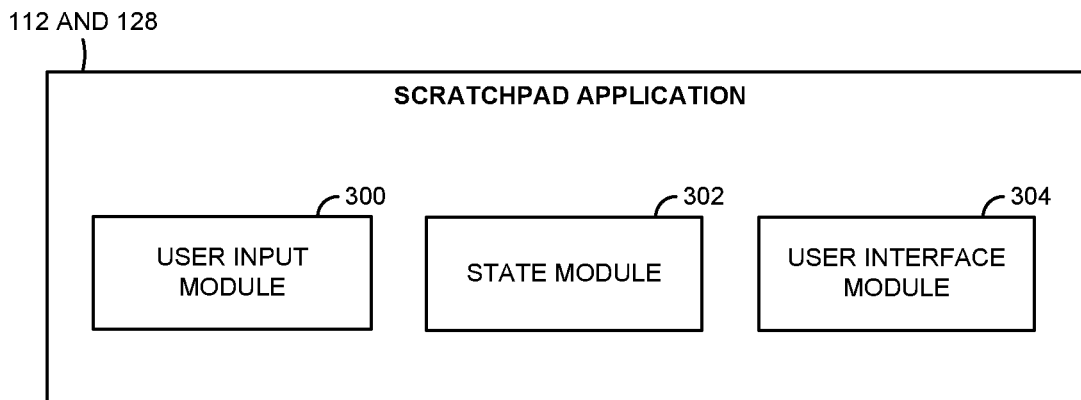 112 AND 128
SCRATCHPAD APPLICATION
300
302
304
USER INPUT
MODULE
STATE MODULE
USER INTERFACE
MODULE